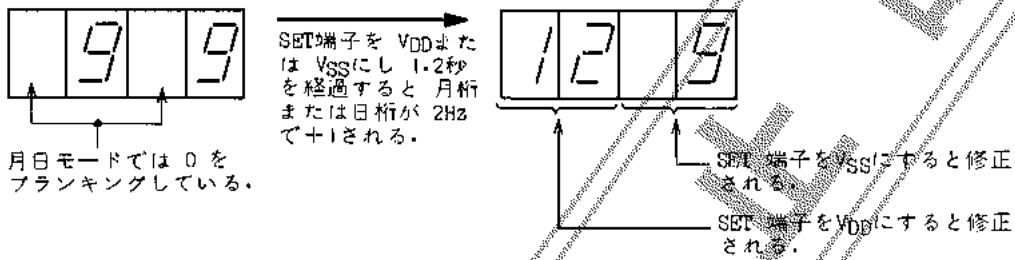 9 9
SET端子を VDDまた
は VSSにし 1.2秒
を経過すると 月桁
または日桁が 2Hz
で+1される.
12 9
月日モードでは 0 を
ブランキングしている.
SET 端子をVSSにすると修正
される.
SET 端子をVDDにすると修正
される.